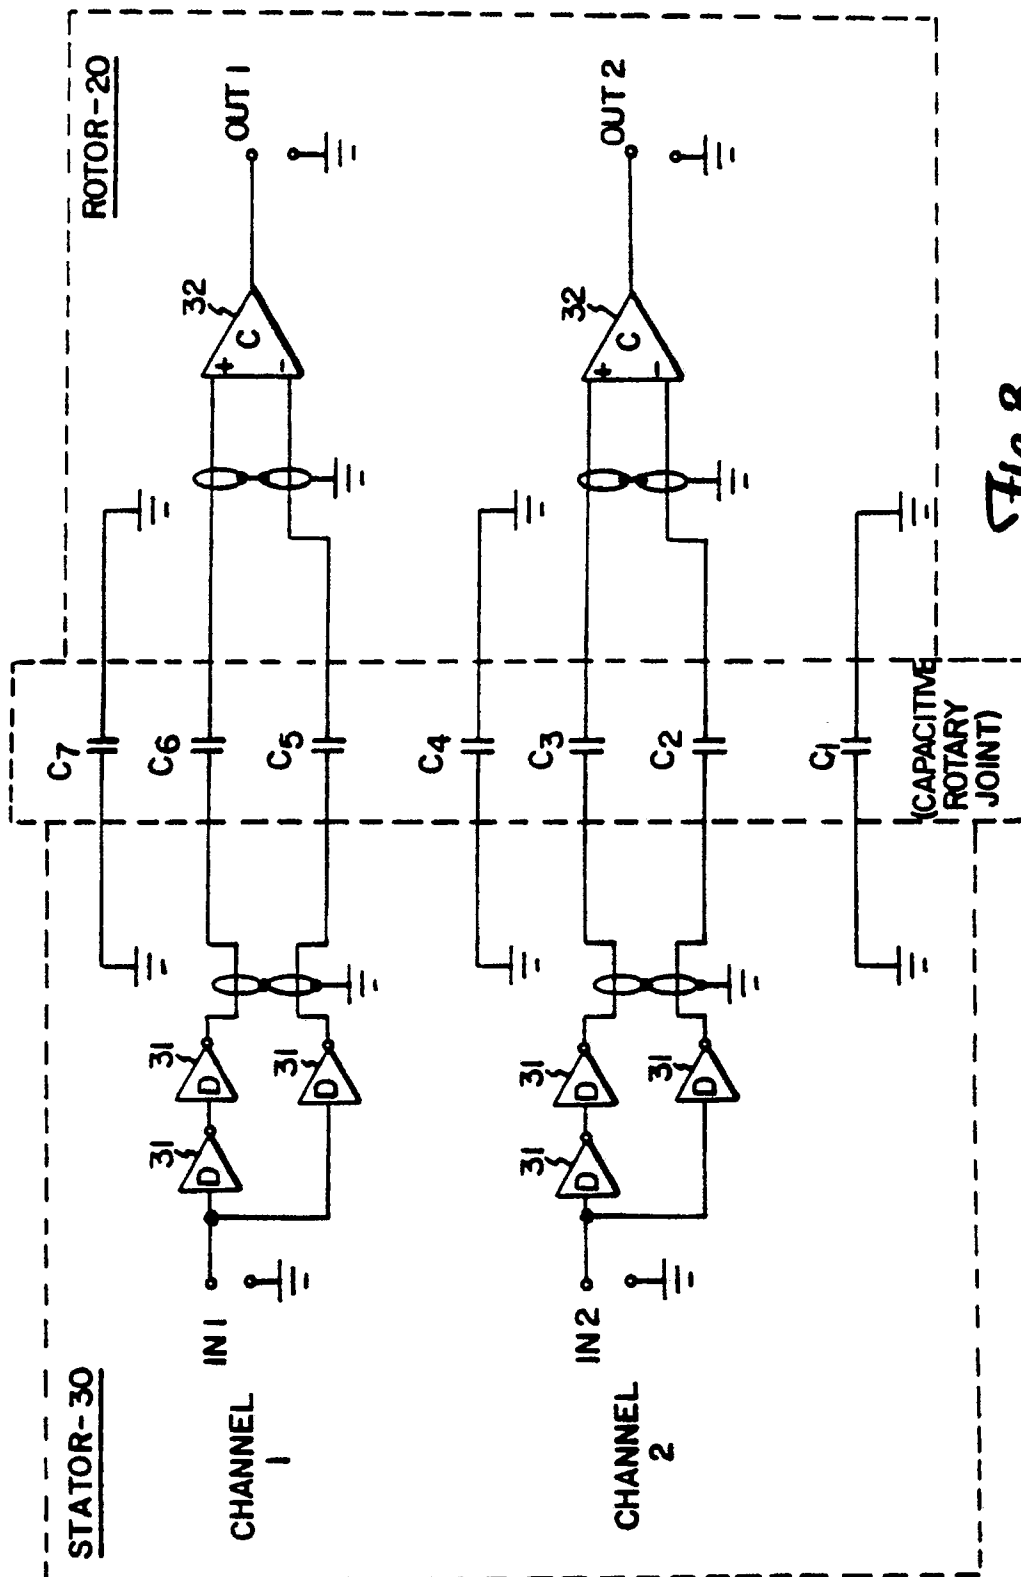 STATOR-30
ROTOR-20
CHANNEL
1
IN 1
31
D
31
D
31
D
C7
C6
C5
32
C
+
-
OUT 1
CHANNEL
2
IN 2
31
D
31
D
31
D
C4
C3
C2
C1
32
C
+
-
OUT 2
(CAPACITIVE
ROTARY
JOINT)